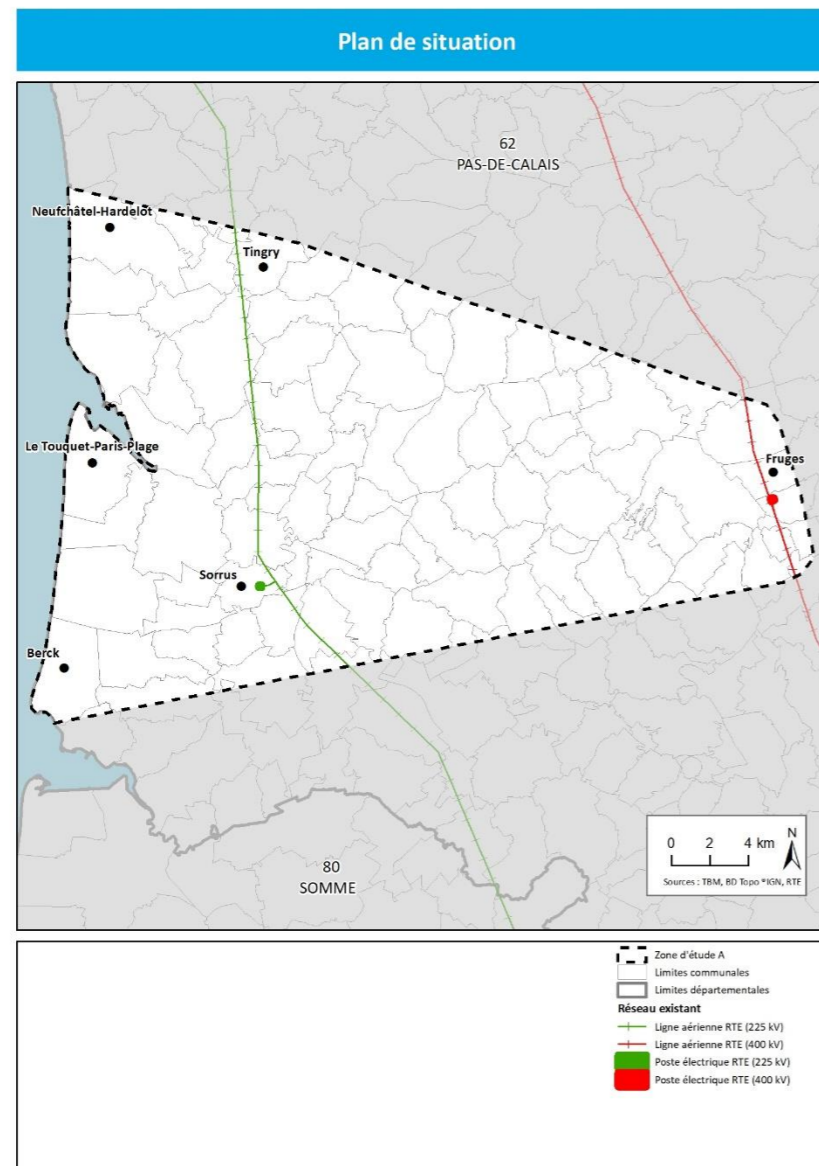 Plan de situation
62
PAS-DE-CALAIS
Neufchâtel-Hardelot
Tingry
Le Touquet-Paris-Plage
Fruges
Sorrus
Berck
80
SOMME
0 2 4 km
N
Sources : TBM, BD Topo ®IGN, RTE
Zone d'étude A
Limites communales
Limites départementales
Réseau existant
Ligne aérienne RTE (225 kV)
Ligne aérienne RTE (400 kV)
Poste électrique RTE (225 kV)
Poste électrique RTE (400 kV)